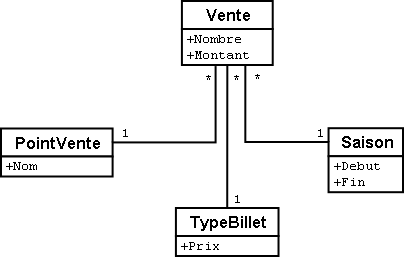 Vente
+Nombre
+Montant
* * *
1
PointVente
+Nom
1
Saison
+Debut
+Fin
1
TypeBillet
+Prix